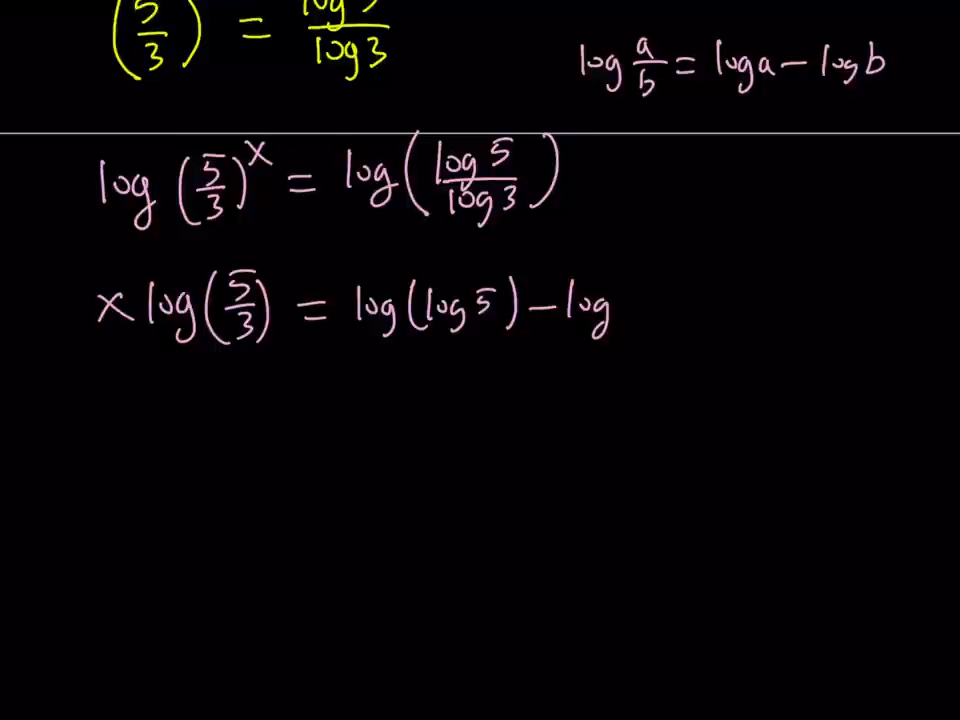 (5/3) = log 5/log 3
log a/b = log a − log b
log (5/3)^x = log (log 5/log 3)
x log (5/3) = log (log 5) − log